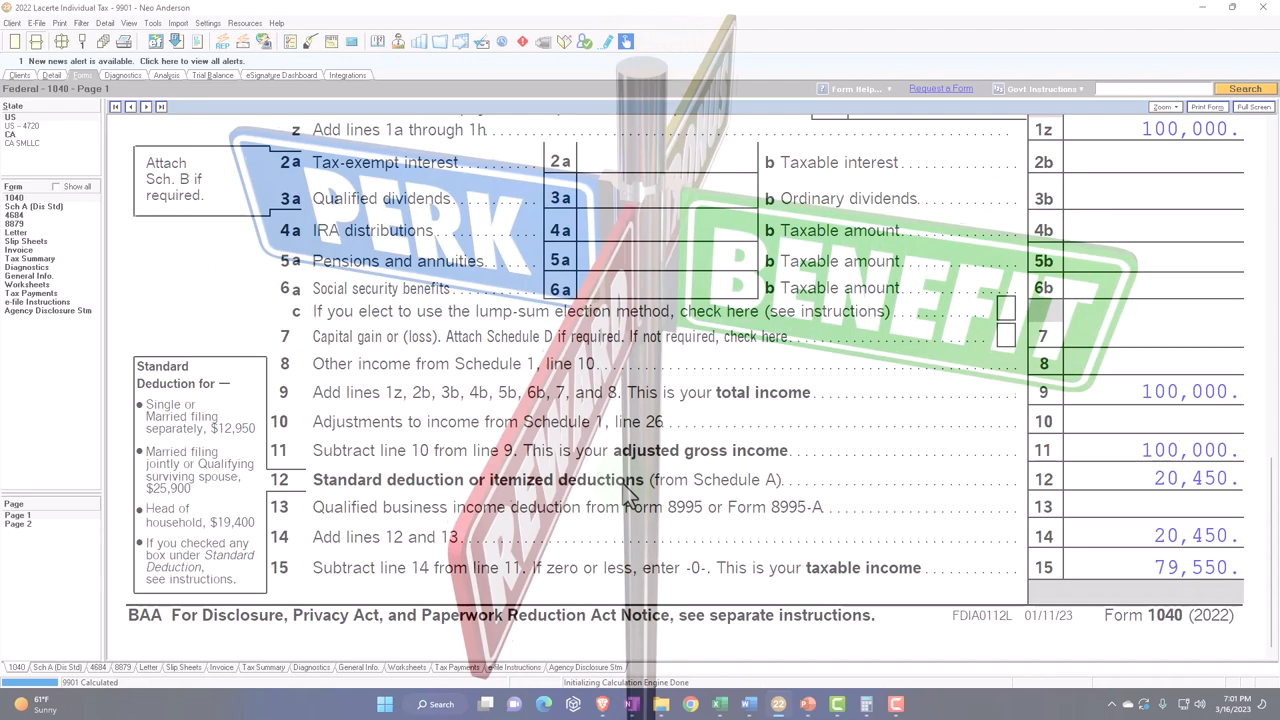 2022 Lacerte Individual Tax - 9901 - Neo Anderson
Client E-File Print Filter Detail View Tools Import Settings Resources Help
1 New news alert is available. Click here to view all alerts.
Clients Detail Forms Diagnostics Analysis Trial Balance eSignature Dashboard Integrations
Federal - 1040 - Page 1 Form Help... Request a Form Govt Instructions Search
State
US
US - 4720
CA
CA SMLLC
Form Show all
1040
Sch A (Dis Std)
4684
8879
Letter
Slip Sheets
Invoice
Tax Summary
Diagnostics
General Info.
Worksheets
Tax Payments
e-file Instructions
Agency Disclosure Stm
Page
Page 1
Page 2
Zoom Print Form Full Screen
z Add lines 1a through 1h 1z 100,000.
Attach
Sch. B if
required.
2a Tax-exempt interest 2a b Taxable interest 2b
3a Qualified dividends 3a b Ordinary dividends 3b
4a IRA distributions 4a b Taxable amount 4b
5a Pensions and annuities 5a b Taxable amount 5b
6a Social security benefits 6a b Taxable amount 6b
c If you elect to use the lump-sum election method, check here (see instructions)
7 Capital gain or (loss). Attach Schedule D if required. If not required, check here 7
8 Other income from Schedule 1, line 10 8
9 Add lines 1z, 2b, 3b, 4b, 5b, 6b, 7, and 8. This is your total income 9 100,000.
10 Adjustments to income from Schedule 1, line 26 10
11 Subtract line 10 from line 9. This is your adjusted gross income 11 100,000.
12 Standard deduction or itemized deductions (from Schedule A) 12 20,450.
13 Qualified business income deduction from Form 8995 or Form 8995-A 13
14 Add lines 12 and 13 14 20,450.
15 Subtract line 14 from line 11. If zero or less, enter -0-. This is your taxable income 15 79,550.
Standard
Deduction for —
• Single or
Married filing
separately, $12,950
• Married filing
jointly or Qualifying
surviving spouse,
$25,900
• Head of
household, $19,400
• If you checked any
box under Standard
Deduction,
see instructions.
BAA For Disclosure, Privacy Act, and Paperwork Reduction Act Notice, see separate instructions. FDIA0112L 01/11/23 Form 1040 (2022)
PERK
BENEFIT
1040 Sch A (Dis Std) 4684 8879 Letter Slip Sheets Invoice Tax Summary Diagnostics General Info. Worksheets Tax Payments e-file Instructions Agency Disclosure Stm
9901 Calculated Initializing Calculation Engine Done
61°F
Sunny
Search
7:01 PM
3/16/2023